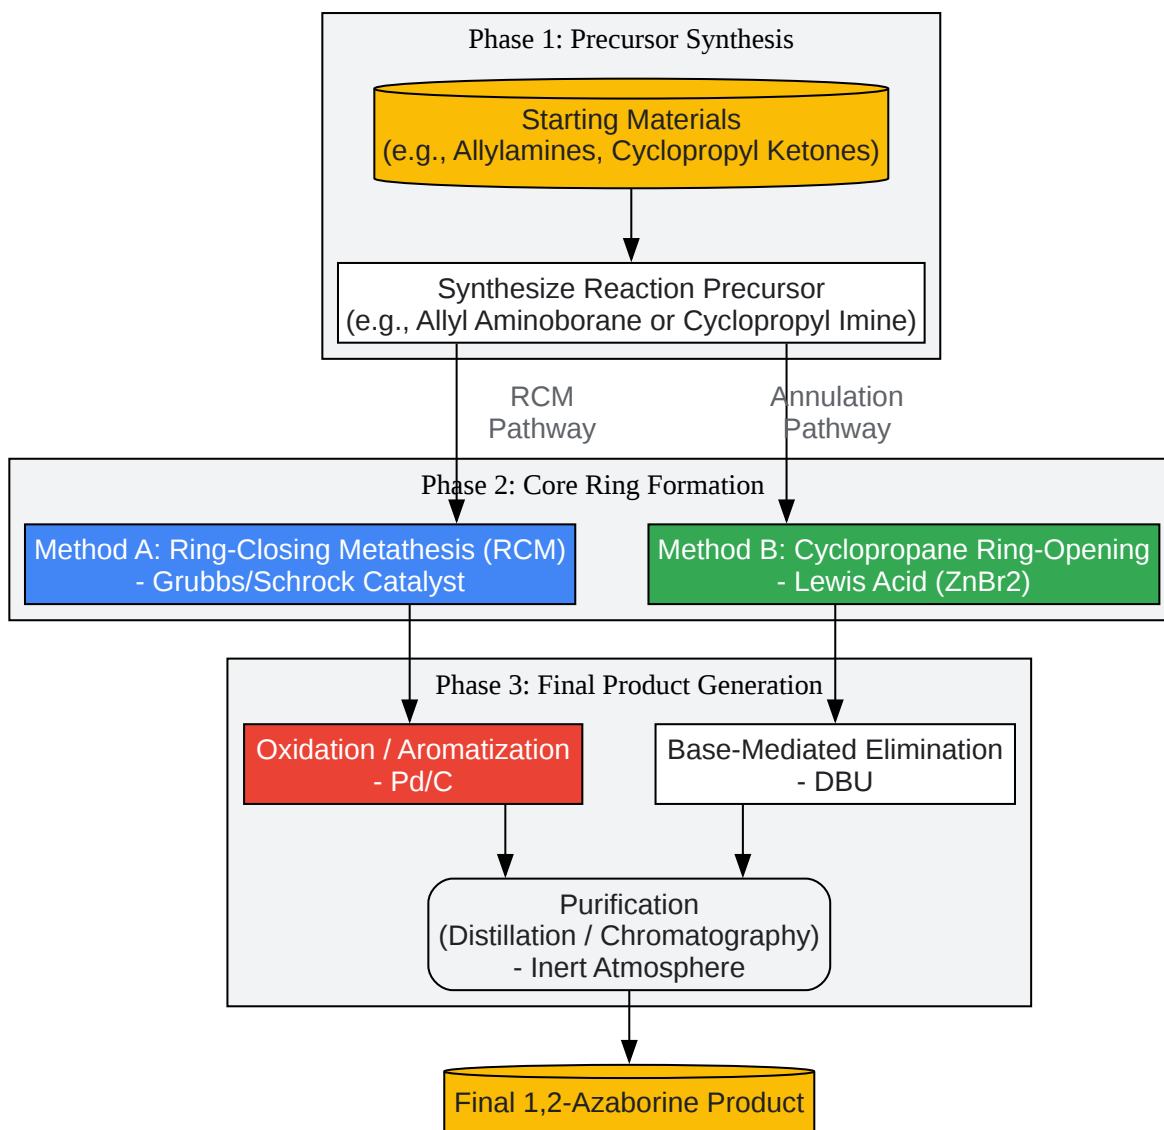 Phase 1: Precursor Synthesis
Starting Materials
(e.g., Allylamines, Cyclopropyl Ketones)
Synthesize Reaction Precursor
(e.g., Allyl Aminoborane or Cyclopropyl Imine)
RCM
Pathway
Annulation
Pathway
Phase 2: Core Ring Formation
Method A: Ring-Closing Metathesis (RCM)
- Grubbs/Schrock Catalyst
Method B: Cyclopropane Ring-Opening
- Lewis Acid (ZnBr2)
Phase 3: Final Product Generation
Oxidation / Aromatization
- Pd/C
Base-Mediated Elimination
- DBU
Purification
(Distillation / Chromatography)
- Inert Atmosphere
Final 1,2-Azaborine Product